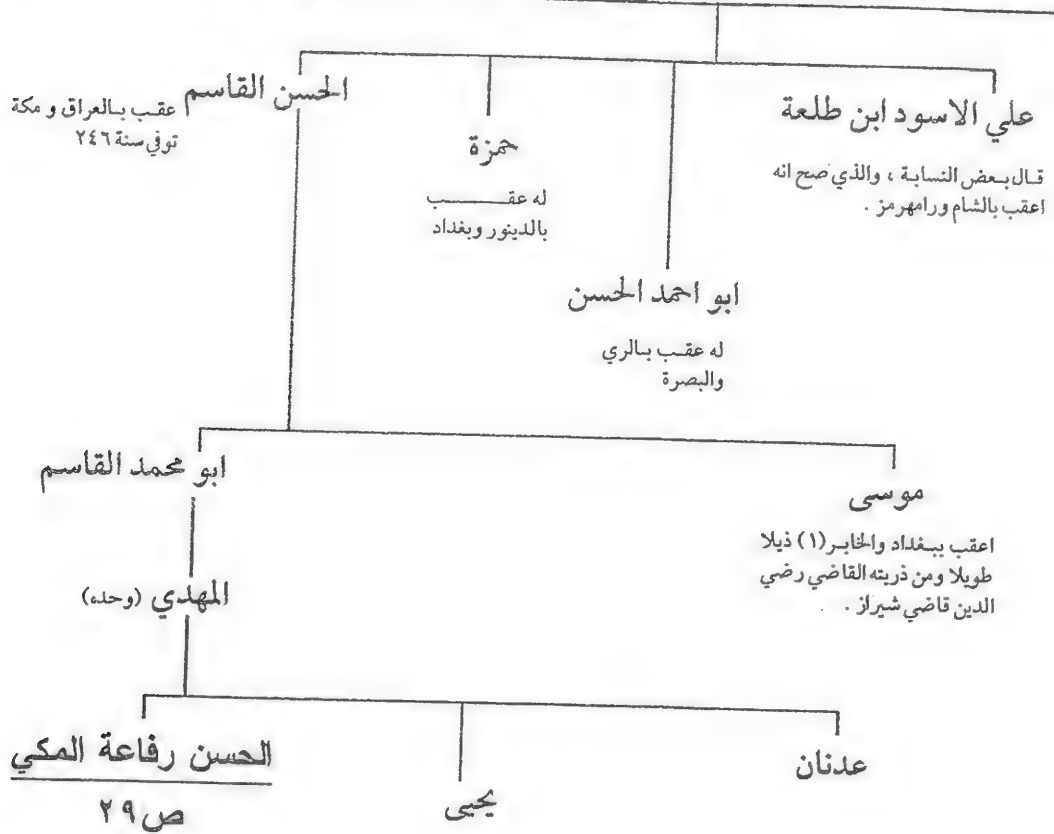 علي الاسود ابن طلعة
قال بعض النسابة ، والذي صح انه
اعقب بالشام ورامهرمز .
ابو احمد الحسن
له عقب بالري
والبصرة
حمزة
له عقب
بالدينور وبغداد
الحسن القاسم
عقب بالعراق و مكة
توفي سنة ٢٤٦
موسى
اعقب ببغداد والخابر (١) ذيلا
طويلا ومن ذريته القاضي رضي
الدين قاضي شيراز .
ابو محمد القاسم
المهدي (وحده)
عدنان
يحيى
الحسن رفاعة المكي
ص ٢٩